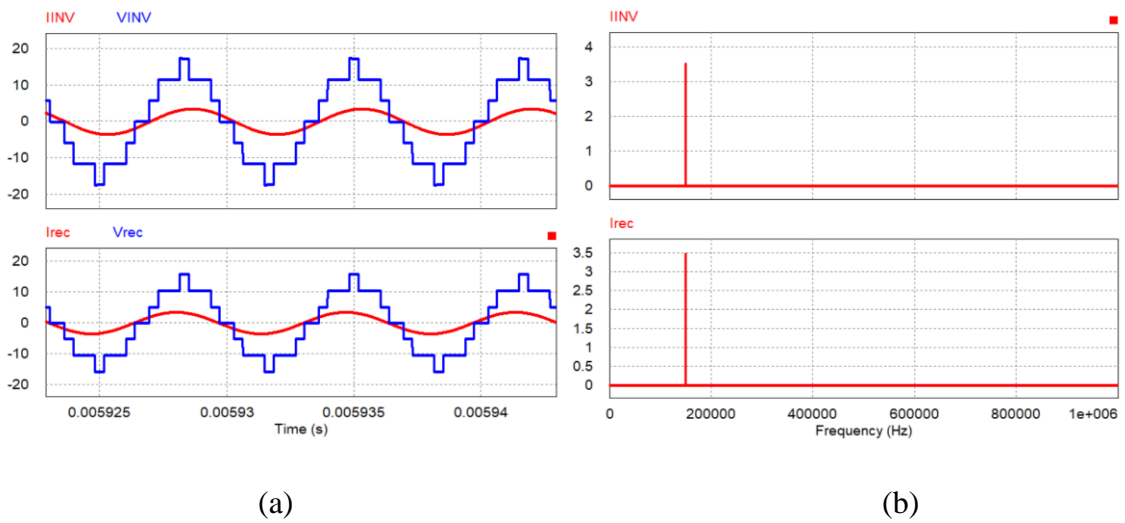 IINV VINV
20
10
0
-10
-20
Irec Vrec
20
10
0
-10
-20
0.005925 0.00593 0.005935 0.00594
Time (s)
IINV
4
3
2
1
0
Irec
3.5
3
2.5
2
1.5
1
0.5
0
0 200000 400000 600000 800000 1e+006
Frequency (Hz)
(a) (b)